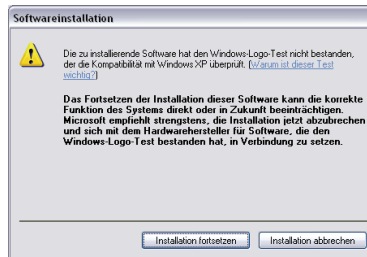 Softwareinstallation
Die zu installierende Software hat den Windows-Logo-Test nicht bestanden,
der die Kompatibilität mit Windows XP überprüft. (Warum ist dieser Test
wichtig?)
Das Fortsetzen der Installation dieser Software kann die korrekte
Funktion des Systems direkt oder in Zukunft beeinträchtigen.
Microsoft empfiehlt strengstens, die Installation jetzt abzubrechen
und sich mit dem Hardwarehersteller für Software, die den
Windows-Logo-Test bestanden hat, in Verbindung zu setzen.
Installation fortsetzen
Installation abbrechen